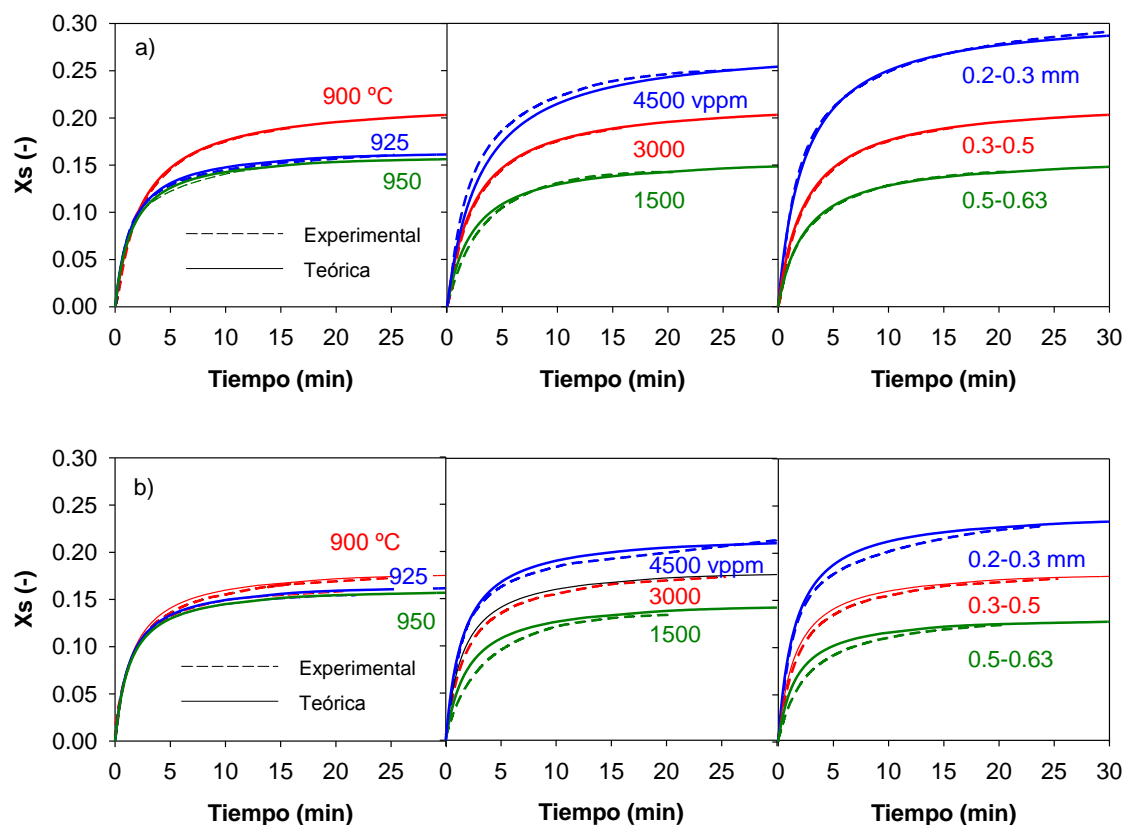 a)
Xs (-)
0.30
0.25
0.20
0.15
0.10
0.05
0.00
900 ºC
925
950
Experimental
Teórica
4500 vppm
3000
1500
0.2-0.3 mm
0.3-0.5
0.5-0.63
0 5 10 15 20 25 0 5 10 15 20 25 0 5 10 15 20 25 30
Tiempo (min) Tiempo (min) Tiempo (min)
b)
Xs (-)
0.30
0.25
0.20
0.15
0.10
0.05
0.00
900 ºC
925
950
Experimental
Teórica
4500 vppm
3000
1500
0.2-0.3 mm
0.3-0.5
0.5-0.63
0 5 10 15 20 25 0 5 10 15 20 25 0 5 10 15 20 25 30
Tiempo (min) Tiempo (min) Tiempo (min)